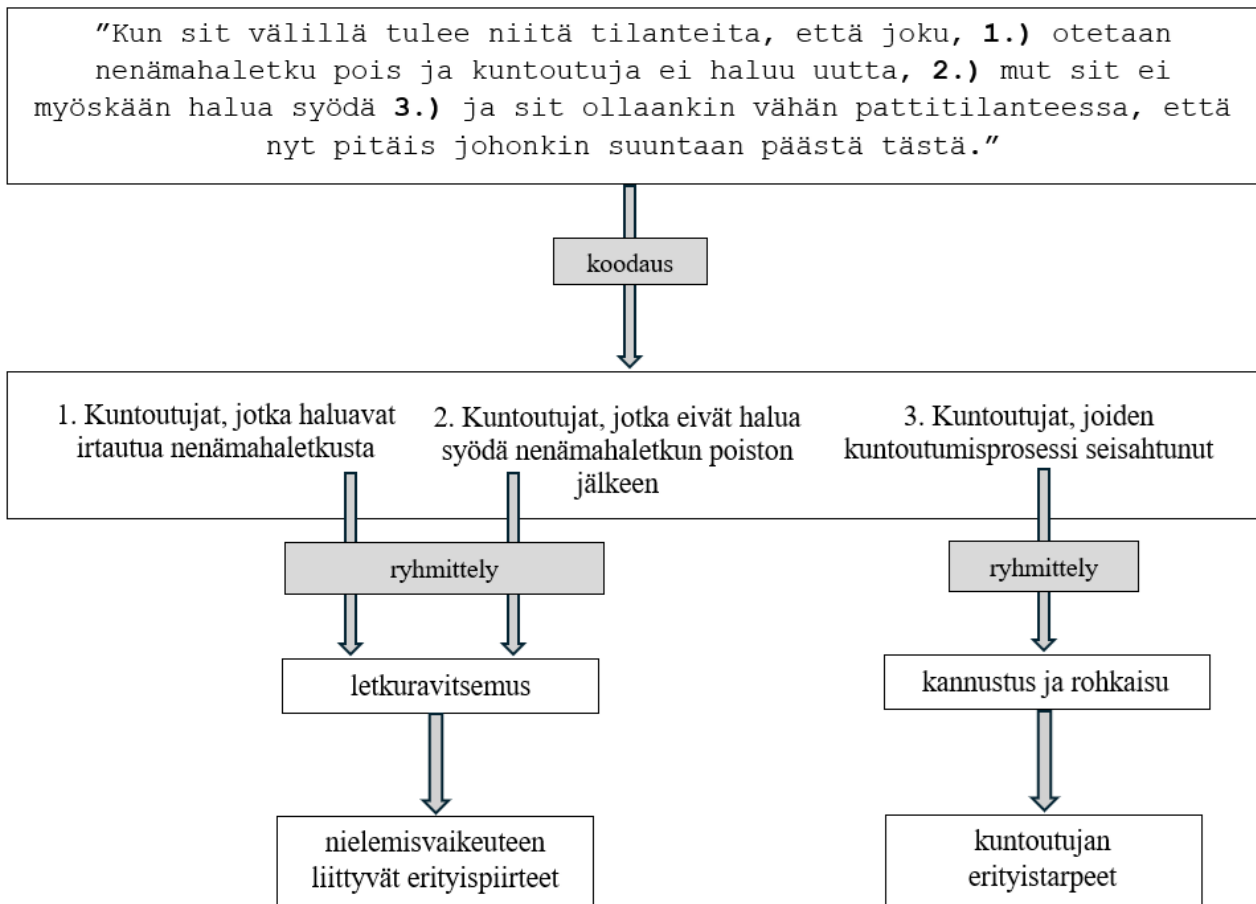 ”Kun sit välillä tulee niitä tilanteita, että joku, 1.) otetaan
nenämahaletku pois ja kuntoutuja ei haluu uutta, 2.) mut sit ei
myöskään halua syödä 3.) ja sit ollaankin vähän pattitilanteessa, että
nyt pitäis johonkin suuntaan päästä tästä.”
koodaus
1. Kuntoutujat, jotka haluavat
irtautua nenämahaletkusta
2. Kuntoutujat, jotka eivät halua
syödä nenämahaletkun poiston
jälkeen
3. Kuntoutujat, joiden
kuntoutumisprosessi seisahtunut
ryhmittely
ryhmittely
letkuravitsemus
kannustus ja rohkaisu
nielemisvaikeuteen
liittyvät erityispiirteet
kuntoutujan
erityistarpeet